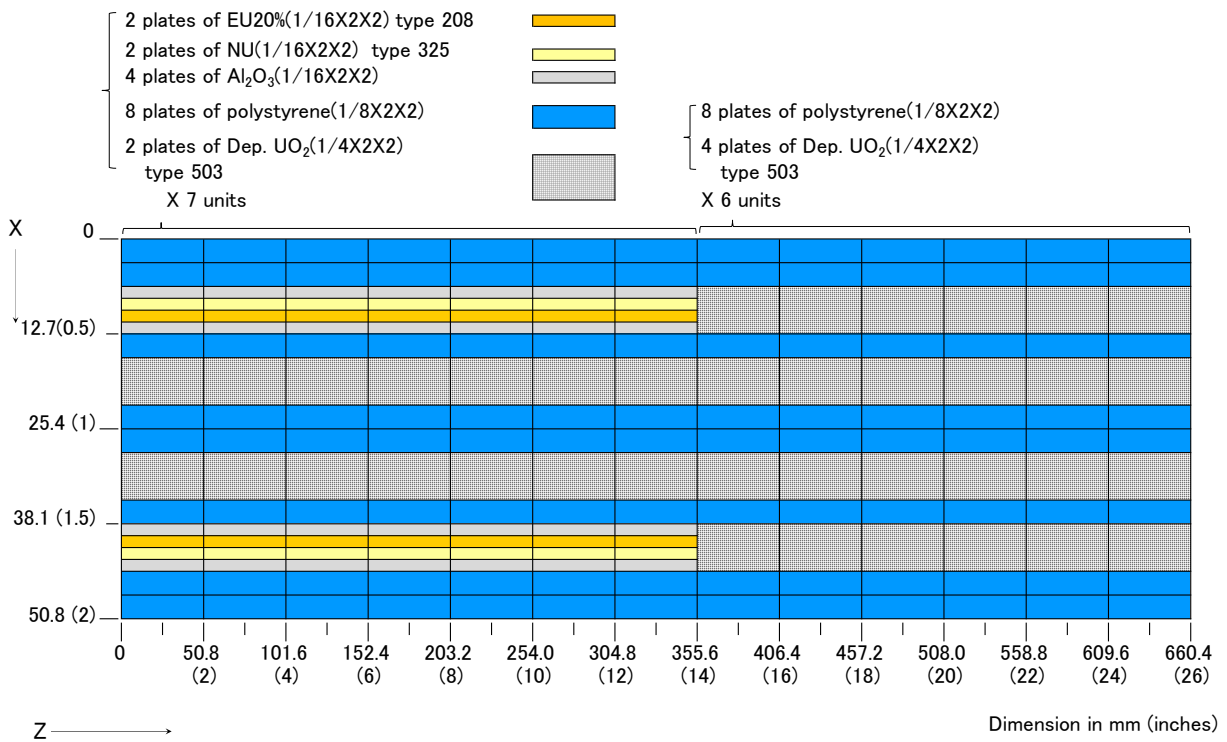 2 plates of EU20%(1/16X2X2) type 208
2 plates of NU(1/16X2X2) type 325
4 plates of Al₂O₃(1/16X2X2)
8 plates of polystyrene(1/8X2X2)
2 plates of Dep. UO₂(1/4X2X2)
type 503
X 7 units
8 plates of polystyrene(1/8X2X2)
4 plates of Dep. UO₂(1/4X2X2)
type 503
X 6 units
X
0
12.7(0.5)
25.4 (1)
38.1 (1.5)
50.8 (2)
0 50.8 101.6 152.4 203.2 254.0 304.8 355.6 406.4 457.2 508.0 558.8 609.6 660.4
(2) (4) (6) (8) (10) (12) (14) (16) (18) (20) (22) (24) (26)
Z
Dimension in mm (inches)